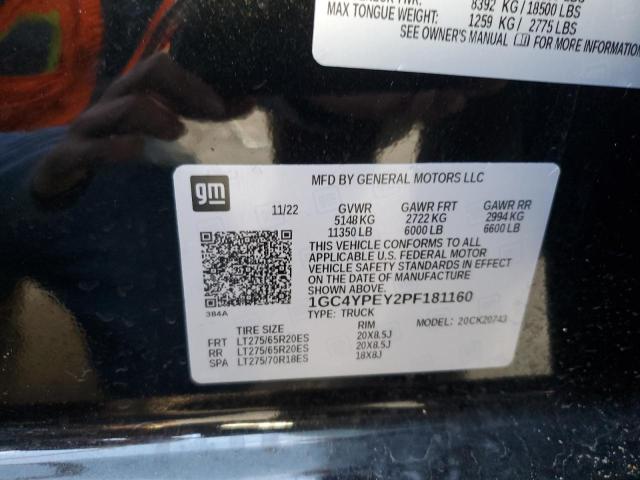 8392 KG/18500 LBS
MAX TONGUE WEIGHT: 1259 KG/ 2775 LBS
SEE OWNER'S MANUAL FOR MORE INFORMATION
gm
MFD BY GENERAL MOTORS LLC
11/22 GVWR GAWR FRT GAWR RR
5148 KG 2722 KG 2994 KG
11350 LB 6000 LB 6600 LB
THIS VEHICLE CONFORMS TO ALL
APPLICABLE U.S. FEDERAL MOTOR
VEHICLE SAFETY STANDARDS IN EFFECT
ON THE DATE OF MANUFACTURE
SHOWN ABOVE.
1GC4YPEY2PF181160
384A TYPE: TRUCK MODEL: 20CK20743
TIRE SIZE RIM
FRT LT275/65R20ES 20X8.5J
RR LT275/65R20ES 20X8.5J
SPA LT275/70R18ES 18X8J